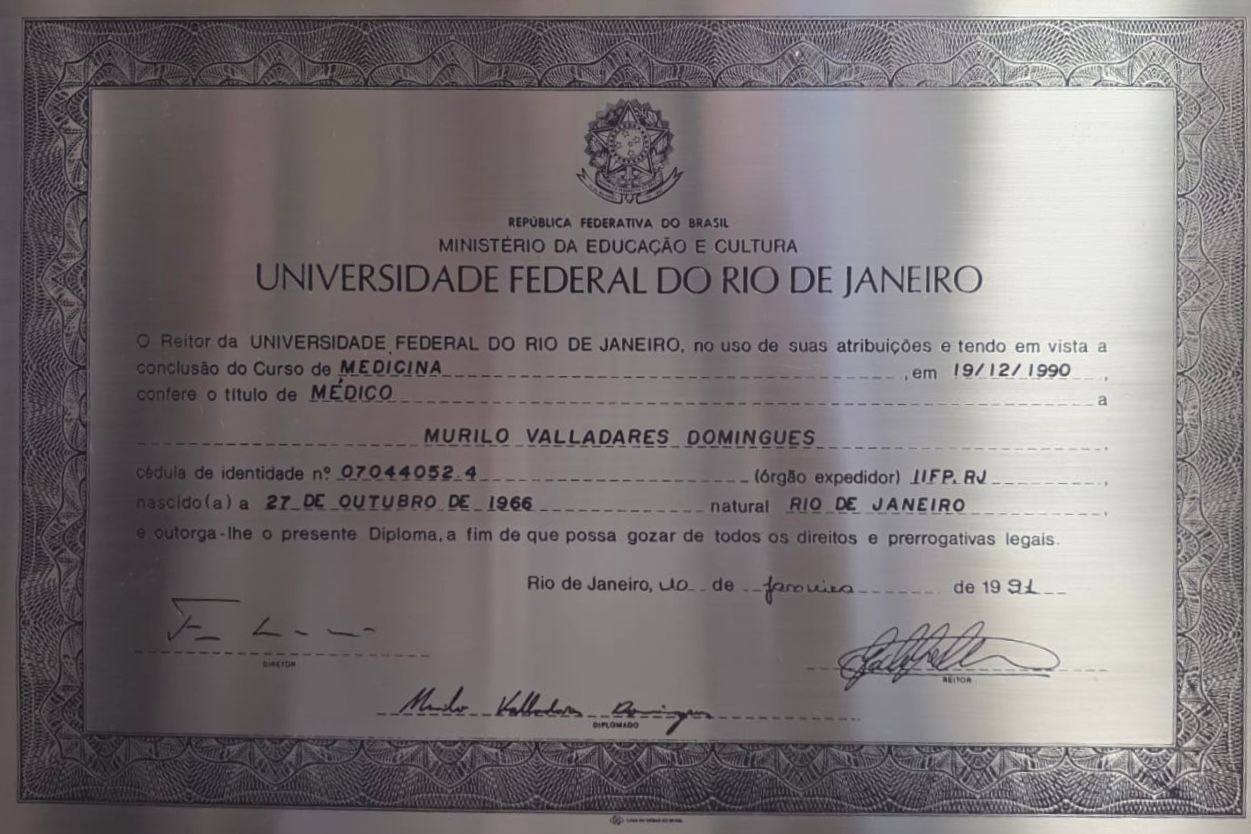 REPÚBLICA FEDERATIVA DO BRASIL
MINISTÉRIO DA EDUCAÇÃO E CULTURA
UNIVERSIDADE FEDERAL DO RIO DE JANEIRO
O Reitor da UNIVERSIDADE FEDERAL DO RIO DE JANEIRO, no uso de suas atribuições e tendo em vista a
conclusão do Curso de MEDICINA, em 19/12/1990,
confere o título de MÉDICO a
MURILO VALLADARES DOMINGUES,
cédula de identidade nº 07044052.4 (órgão expedidor) IIFP.RJ,
nascido(a) a 27 DE OUTUBRO DE 1966 natural RIO DE JANEIRO,
e outorga-lhe o presente Diploma, a fim de que possa gozar de todos os direitos e prerrogativas legais.
Rio de Janeiro, de janeiro de 1991
DIRETOR
REITOR
Murilo Valladares Domingues
DIPLOMADO